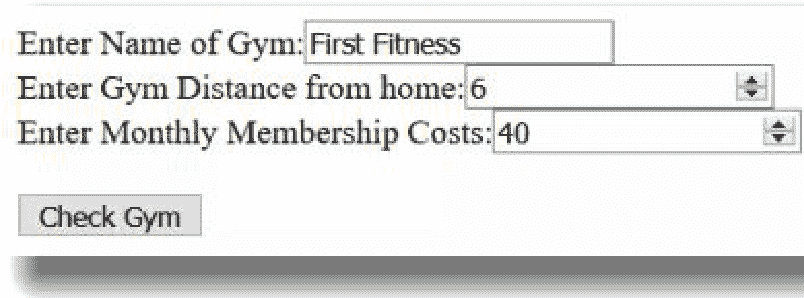 Enter Name of Gym: First Fitness
Enter Gym Distance from home: 6
Enter Monthly Membership Costs: 40
Check Gym